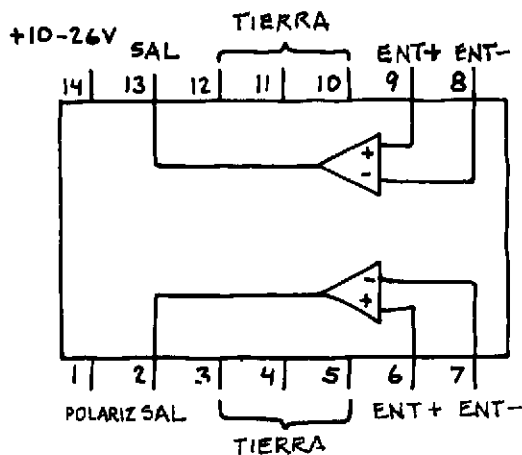 TIERRA
+10-26V SAL ENT+ ENT-
14 13 12 11 10 9 8
+
-
-
+
1 2 3 4 5 6 7
POLARIZ SAL ENT+ ENT-
TIERRA